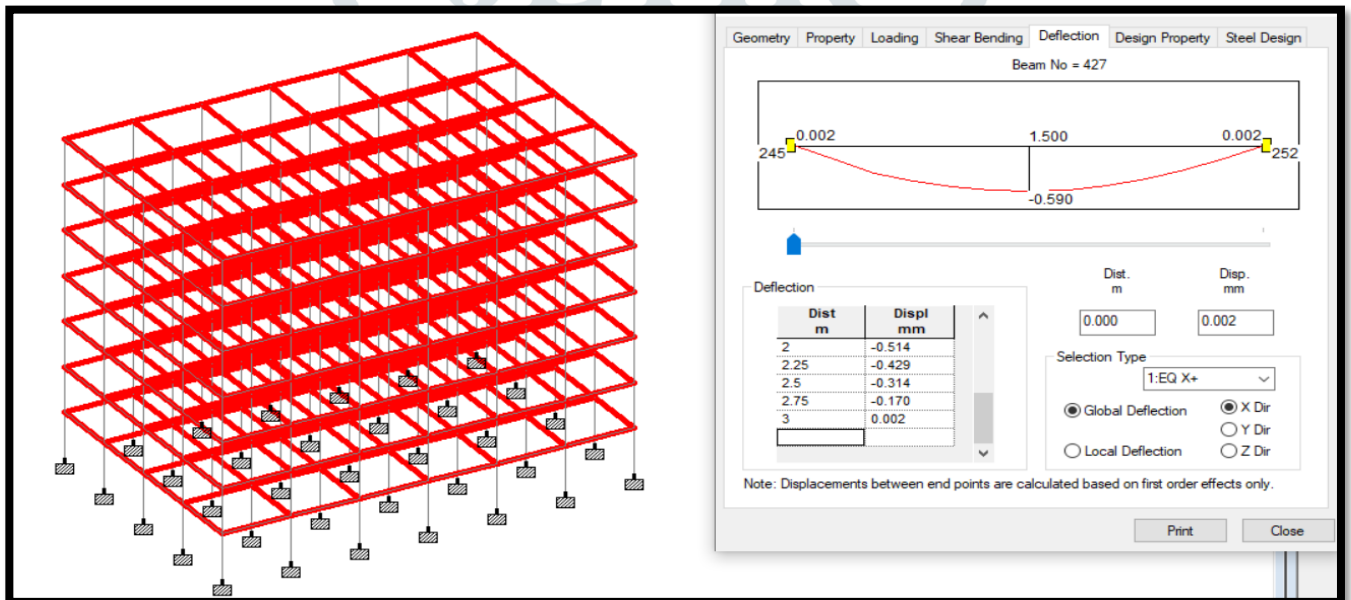 Geometry Property Loading Shear Bending Deflection Design Property Steel Design
Beam No = 427
0.002 1.500 0.002
245 252
-0.590
Dist. Disp.
m mm
0.000 0.002
Deflection
Dist Displ
m mm
2 -0.514
2.25 -0.429
2.5 -0.314
2.75 -0.170
3 0.002
Selection Type
1:EQ X+
Global Deflection X Dir
Y Dir
Local Deflection Z Dir
Note: Displacements between end points are calculated based on first order effects only.
Print Close